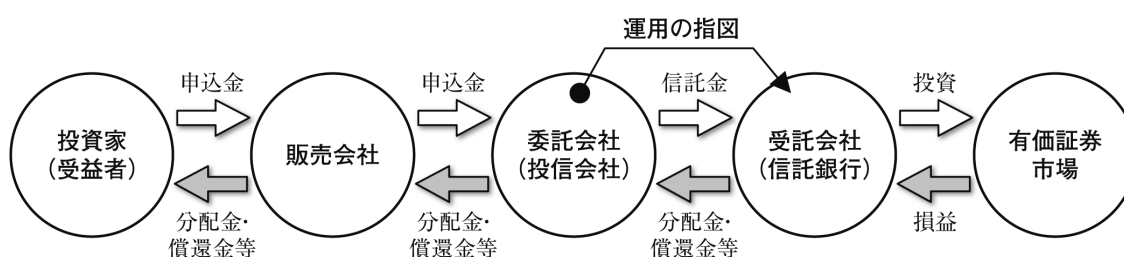 運用の指図
申込金
申込金
信託金
投資
投資家
(受益者)
販売会社
委託会社
(投信会社)
受託会社
(信託銀行)
有価証券
市場
分配金・
償還金等
分配金・
償還金等
分配金・
償還金等
損益